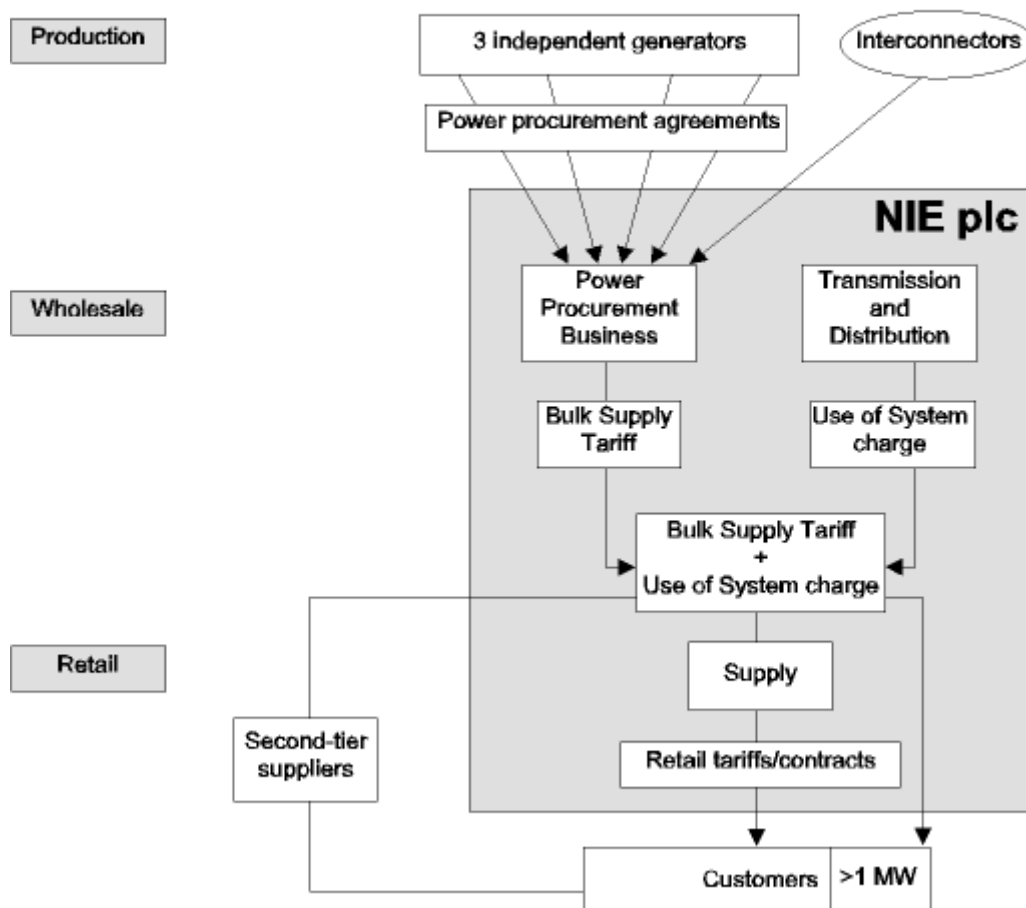 Production
3 independent generators
Interconnectors
Power procurement agreements
NIE plc
Wholesale
Power
Procurement
Business
Transmission
and
Distribution
Bulk Supply
Tariff
Use of System
charge
Bulk Supply Tariff
+
Use of System charge
Retail
Supply
Second-tier
suppliers
Retail tariffs/contracts
Customers
>1 MW